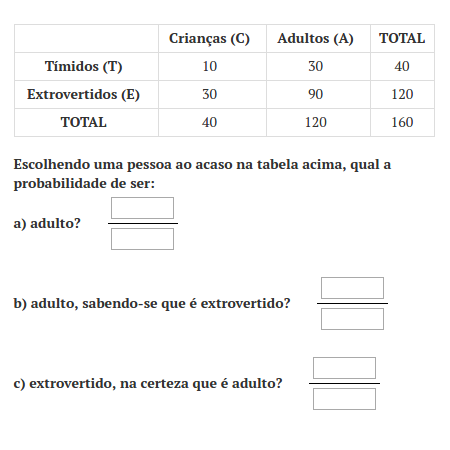 Crianças (C) Adultos (A) TOTAL
Tímidos (T) 10 30 40
Extrovertidos (E) 30 90 120
TOTAL 40 120 160
Escolhendo uma pessoa ao acaso na tabela acima, qual a
probabilidade de ser:
a) adulto?
b) adulto, sabendo-se que é extrovertido?
c) extrovertido, na certeza que é adulto?